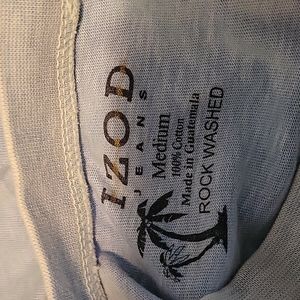 IZOD
JEANS
Medium
100% Cotton
Made in Guatemala
ROCK WASHED